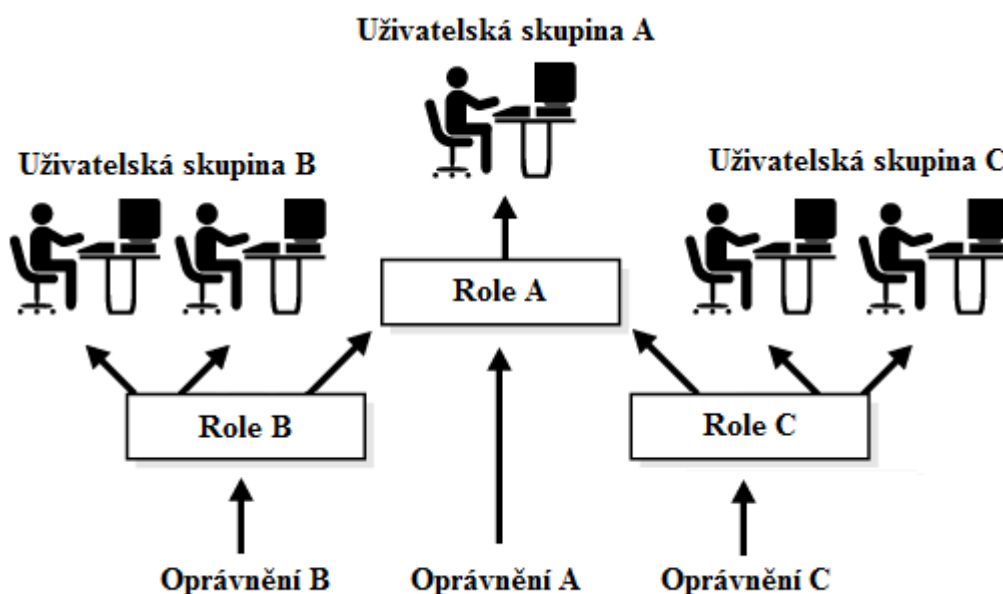 Uživatelská skupina A
Uživatelská skupina B
Uživatelská skupina C
Role A
Role B
Role C
Oprávnění B
Oprávnění A
Oprávnění C